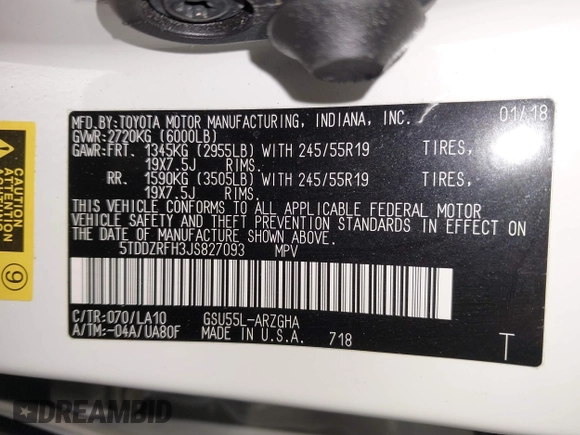 MFD.BY:TOYOTA MOTOR MANUFACTURING, INDIANA, INC. 01/18
GVWR:2720KG (6000LB)
GAWR:FRT. 1345KG (2955LB) WITH 245/55R19 TIRES,
19X7.5J RIMS.
RR. 1590KG (3505LB) WITH 245/55R19 TIRES,
19X7.5J RIMS.
THIS VEHICLE CONFORMS TO ALL APPLICABLE FEDERAL MOTOR
VEHICLE SAFETY AND THEFT PREVENTION STANDARDS IN EFFECT ON
THE DATE OF MANUFACTURE SHOWN ABOVE.
5TDDZRFH3JS827093 MPV
C/TR:070/LA10 GSU55L-ARZGHA
A/TM:-04A/UA80F MADE IN U.S.A. 718 T
CAUTION
ATTENTION
9
DREAMBID